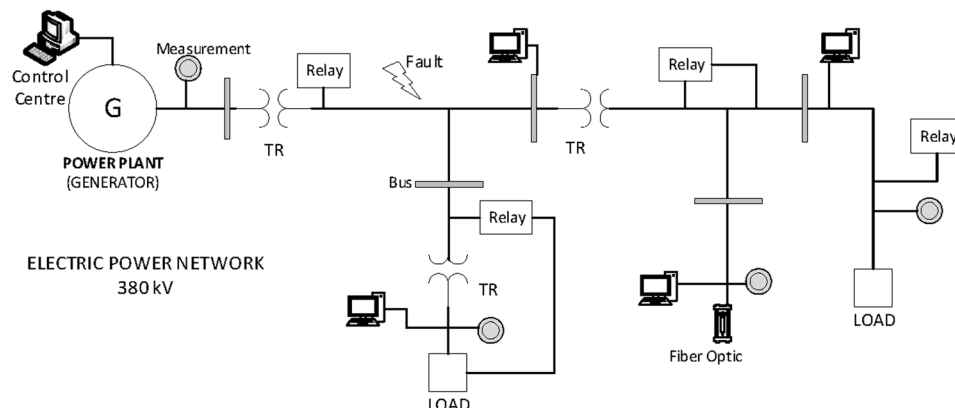 Measurement
Control
Centre
G
POWER PLANT
(GENERATOR)
TR
Relay
Fault
TR
Relay
Relay
Bus
Relay
TR
ELECTRIC POWER NETWORK
380 kV
LOAD
Fiber Optic
LOAD